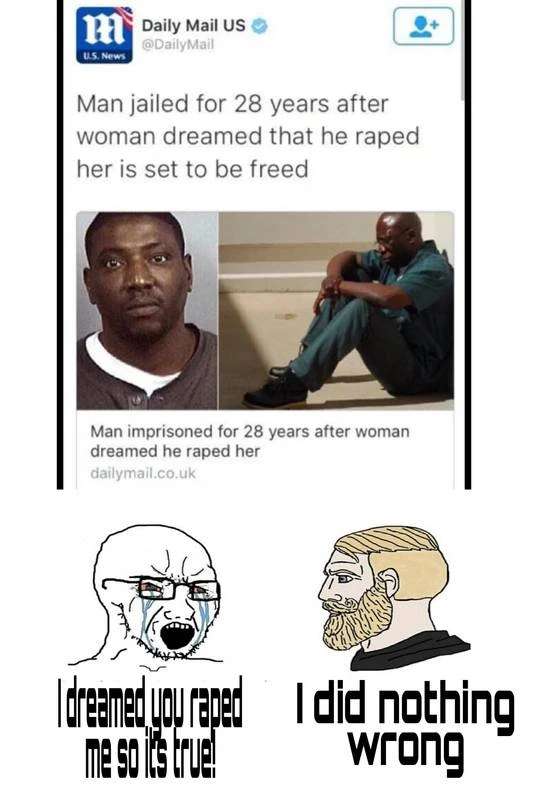 Daily Mail US
@DailyMail
m
U.S. News
Man jailed for 28 years after
woman dreamed that he raped
her is set to be freed
Man imprisoned for 28 years after woman
dreamed he raped her
dailymail.co.uk
I dreamed you raped
me so it's true!
I did nothing
wrong